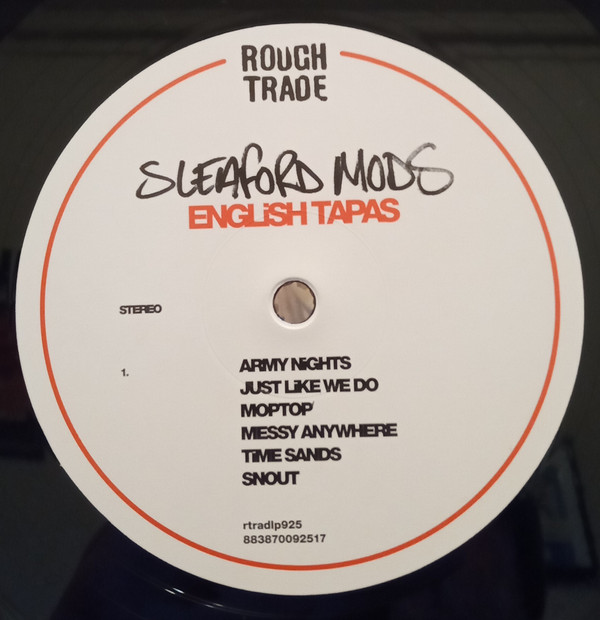 ROUGH
TRADE
SLEAFORD MODS
ENGLiSH TAPAS
STEREO
1.
ARMY NiGHTS
JUST LiKE WE DO
MOPTOP
MESSY ANYWHERE
TiME SANDS
SNOUT
rtradlp925
883870092517